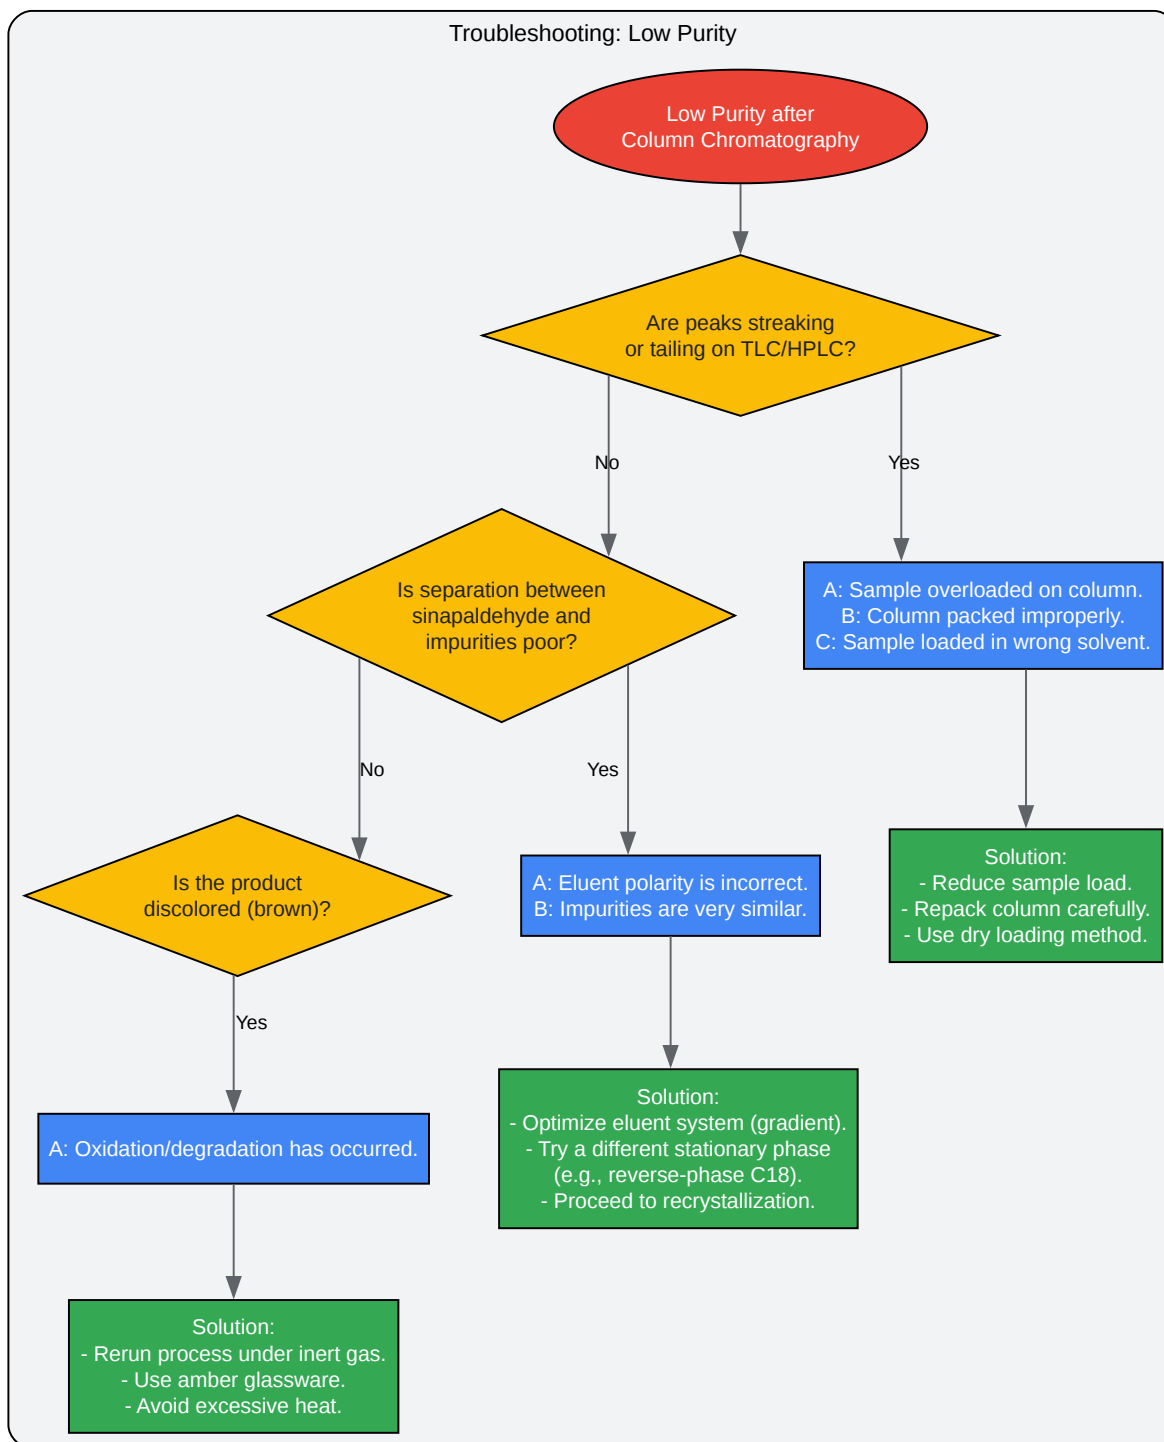 Troubleshooting: Low Purity
Low Purity after
Column Chromatography
Are peaks streaking
or tailing on TLC/HPLC?
No
Yes
Is separation between
sinapaldehyde and
impurities poor?
A: Sample overloaded on column.
B: Column packed improperly.
C: Sample loaded in wrong solvent.
No
Yes
Is the product
discolored (brown)?
A: Eluent polarity is incorrect.
B: Impurities are very similar.
Solution:
- Reduce sample load.
- Repack column carefully.
- Use dry loading method.
Yes
A: Oxidation/degradation has occurred.
Solution:
- Optimize eluent system (gradient).
- Try a different stationary phase
(e.g., reverse-phase C18).
- Proceed to recrystallization.
Solution:
- Rerun process under inert gas.
- Use amber glassware.
- Avoid excessive heat.